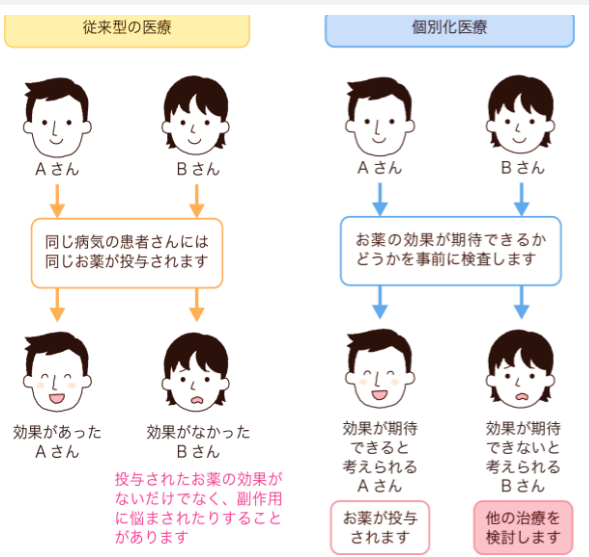 従来型の医療
Aさん
Bさん
同じ病気の患者さんには
同じお薬が投与されます
効果があった
Aさん
効果がなかった
Bさん
投与されたお薬の効果が
ないだけでなく、副作用
に悩まされたりすること
があります
個別化医療
Aさん
Bさん
お薬の効果が期待できるか
どうかを事前に検査します
効果が期待
できると
考えられる
Aさん
お薬が投与
されます
効果が期待
できないと
考えられる
Bさん
他の治療を
検討します